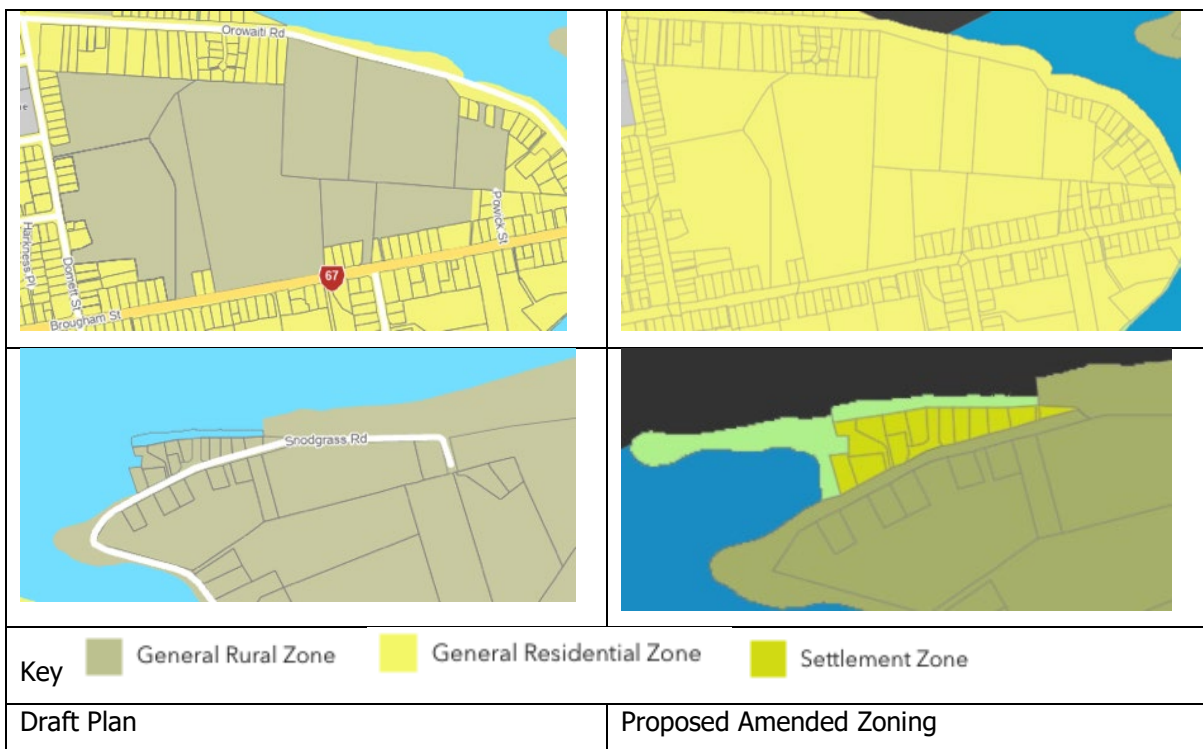 Orowaiti Rd
Powick St
Harkness Pl
Domett St
67
Brougham St
Snodgrass Rd
Key General Rural Zone General Residential Zone Settlement Zone
Draft Plan Proposed Amended Zoning